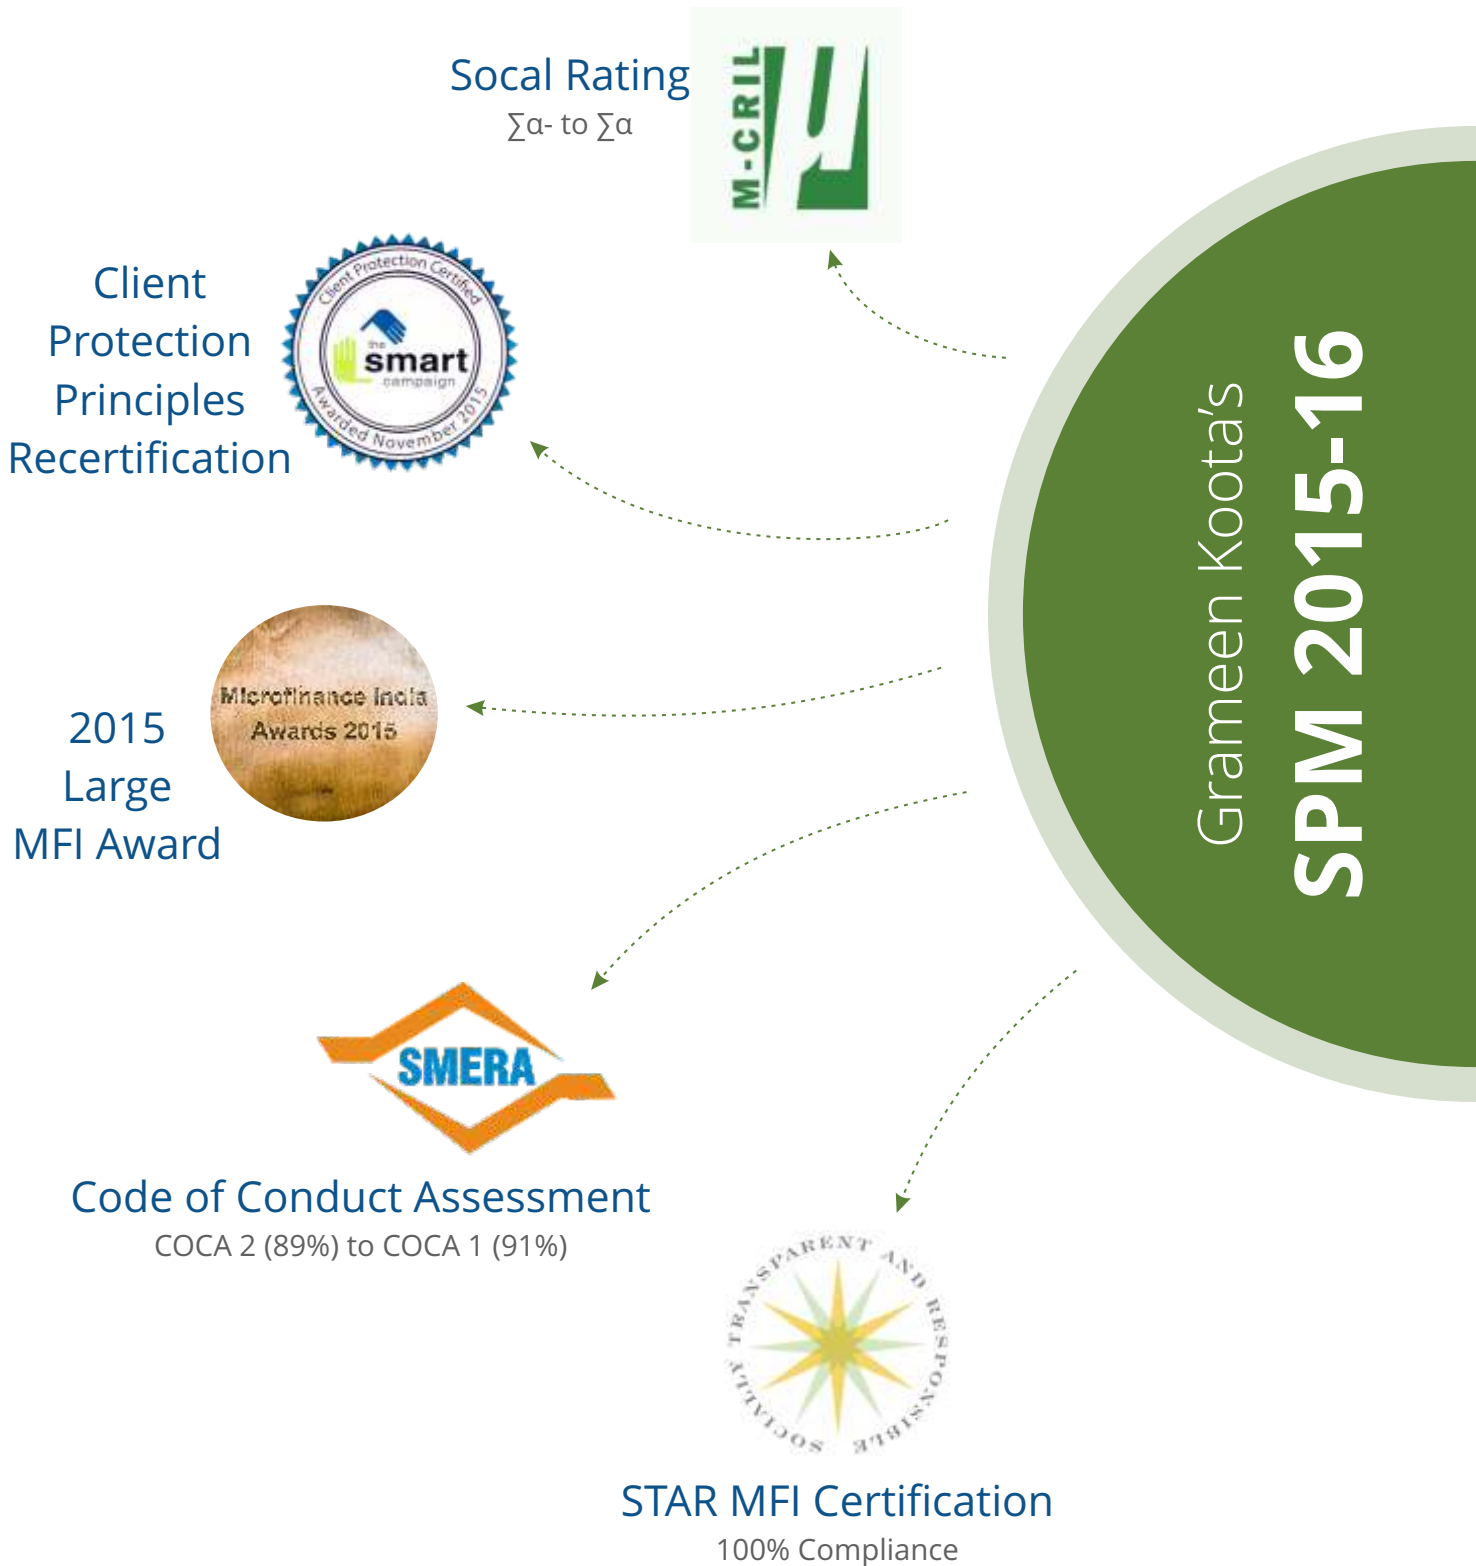 Socal Rating
∑α- to ∑α
M-CRIL
µ
Client
Protection
Principles
Recertification
Client Protection Certified
the
smart
campaign
Awarded November 2015
Grameen Koota's
SPM 2015-16
2015
Large
MFI Award
Microfinance India
Awards 2015
SMERA
Code of Conduct Assessment
COCA 2 (89%) to COCA 1 (91%)
SOCIALLY TRANSPARENT AND RESPONSIBLE
STAR MFI Certification
100% Compliance